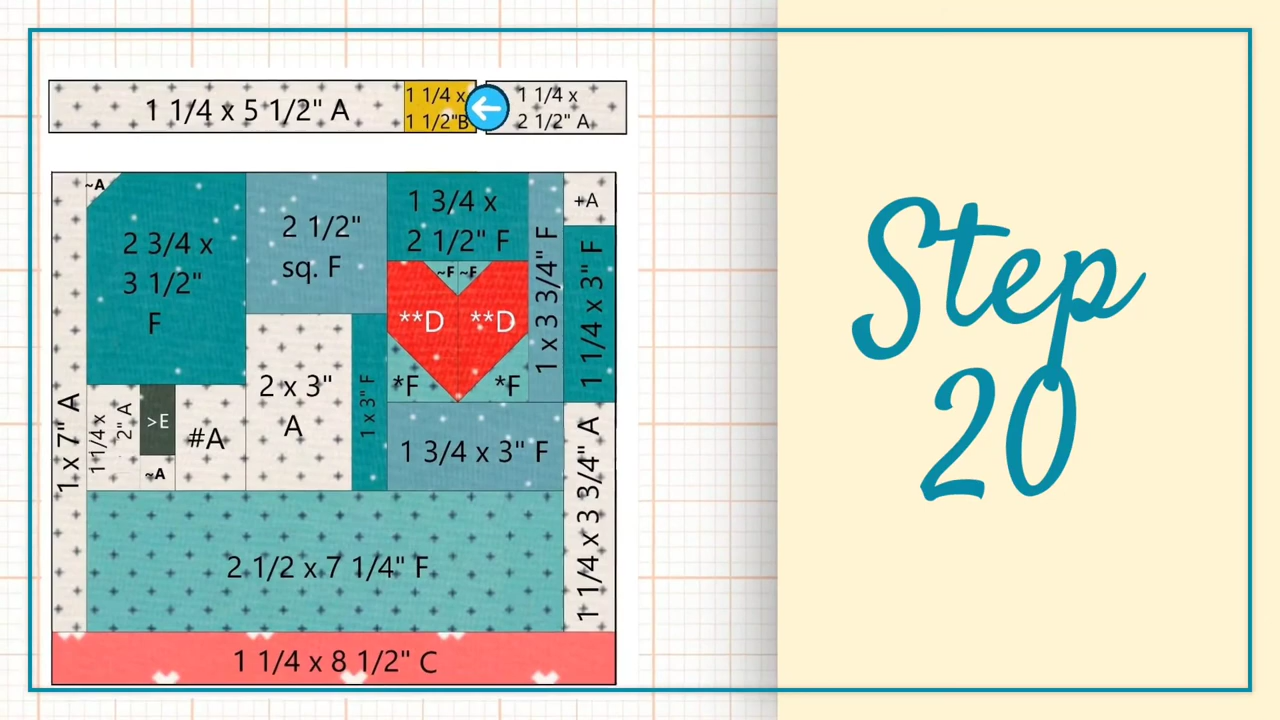 1 1/4 x 5 1/2" A
1 1/4 x
1 1/2"B
1 1/4 x
2 1/2" A
~A
2 3/4 x
3 1/2"
F
2 1/2"
sq. F
1 3/4 x
2 1/2" F
~F ~F
**D **D
*F *F
1 x 3 3/4" F
+A
1 1/4 x 3" F
1 x 7" A
1 1/4 x
2" A
>E
~A
#A
2 x 3"
A
1 x 3" F
1 3/4 x 3" F
1 1/4 x 3 3/4" A
2 1/2 x 7 1/4" F
1 1/4 x 8 1/2" C
Step
20